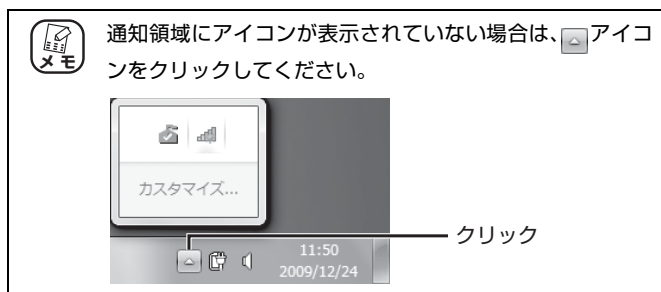 メモ
通知領域にアイコンが表示されていない場合は、アイコ
ンをクリックしてください。
カスタマイズ...
クリック
11:50
2009/12/24